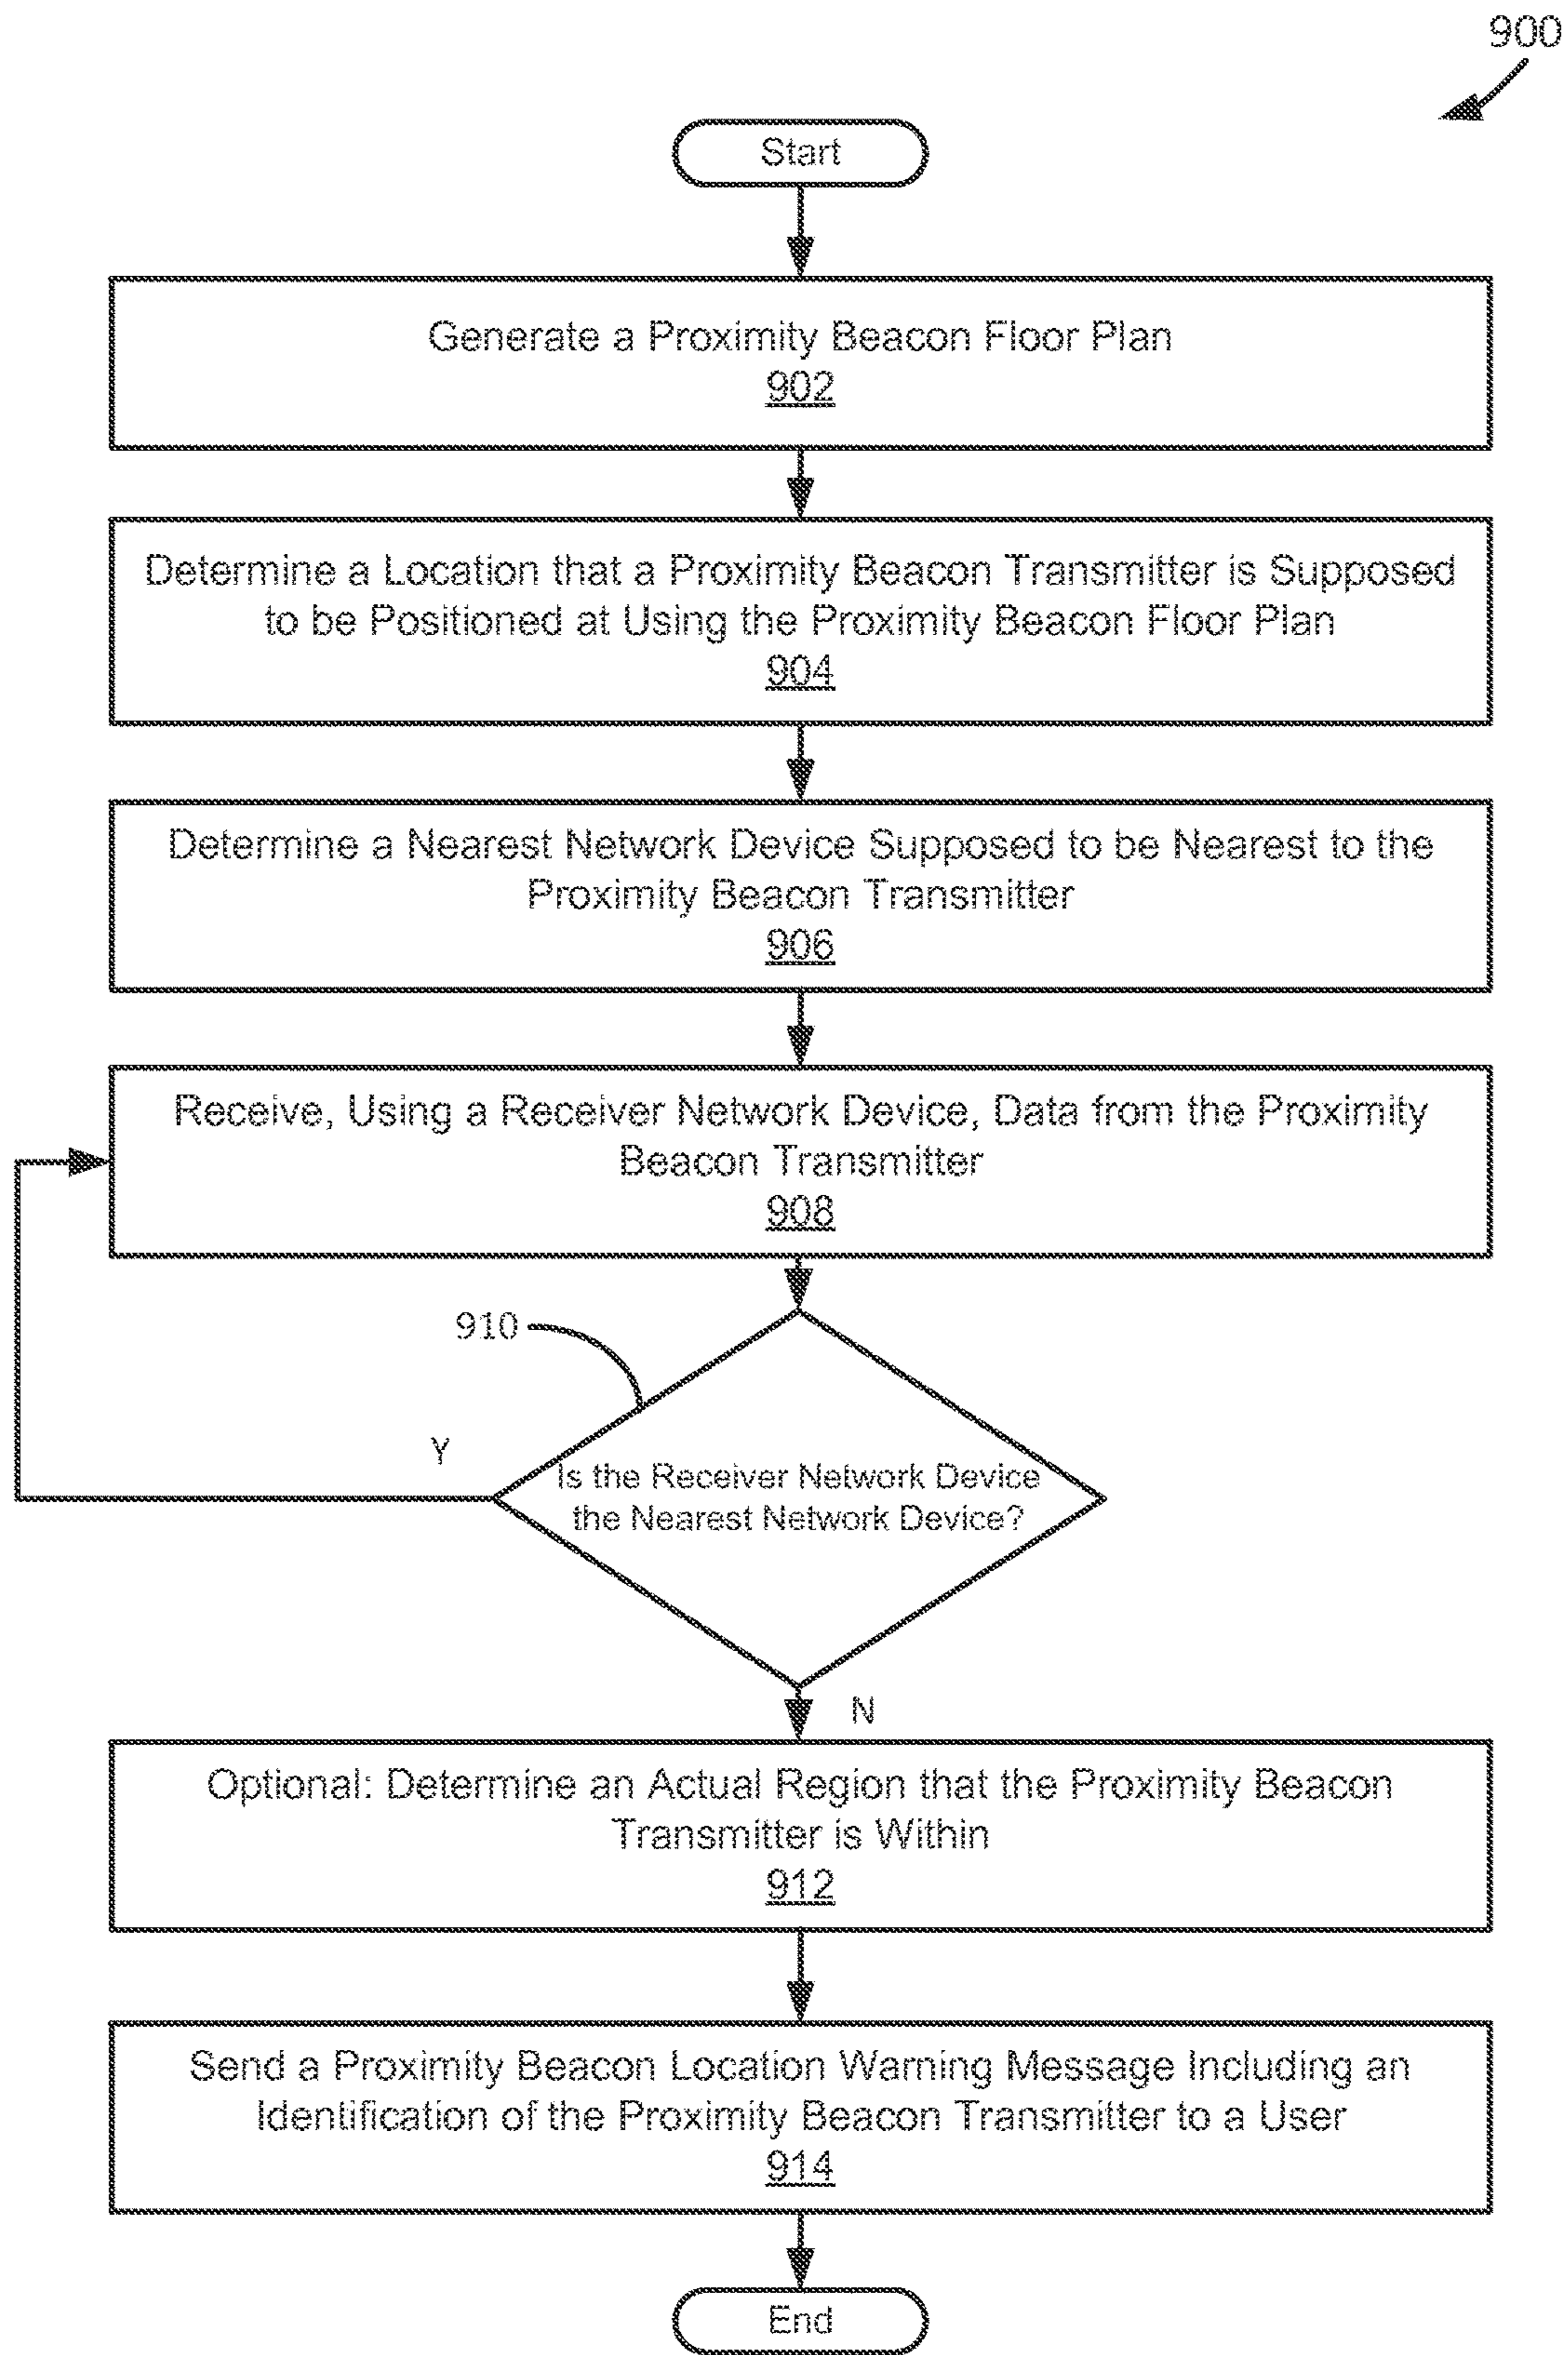 900
Start
Generate a Proximity Beacon Floor Plan
902
Determine a Location that a Proximity Beacon Transmitter is Supposed
to be Positioned at Using the Proximity Beacon Floor Plan
904
Determine a Nearest Network Device Supposed to be Nearest to the
Proximity Beacon Transmitter
906
Receive, Using a Receiver Network Device, Data from the Proximity
Beacon Transmitter
908
910
Y
Is the Receiver Network Device
the Nearest Network Device?
N
Optional: Determine an Actual Region that the Proximity Beacon
Transmitter is Within
912
Send a Proximity Beacon Location Warning Message Including an
Identification of the Proximity Beacon Transmitter to a User
914
End